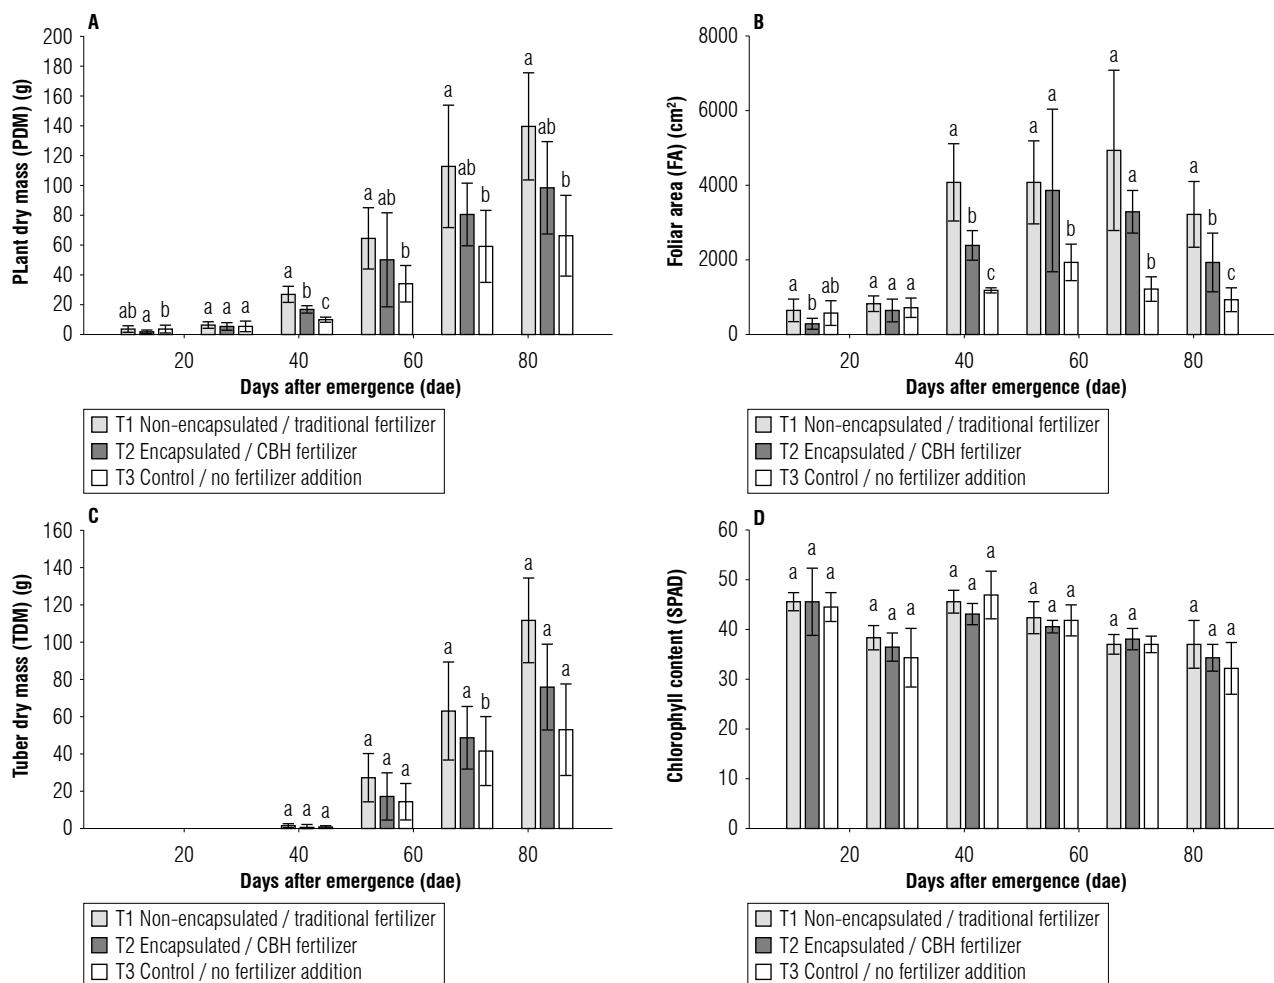 A
PLant dry mass (PDM) (g)
200
180
160
140
120
100
80
60
40
20
0
ab a b
a a a
a b c
a ab b
a ab b
a ab b
20 40 60 80
Days after emergence (dae)
T1 Non-encapsulated / traditional fertilizer
T2 Encapsulated / CBH fertilizer
T3 Control / no fertilizer addition
B
Foliar area (FA) (cm²)
8000
6000
4000
2000
0
a b ab
a a a
a b c
a a b
a a b
a b c
20 40 60 80
Days after emergence (dae)
T1 Non-encapsulated / traditional fertilizer
T2 Encapsulated / CBH fertilizer
T3 Control / no fertilizer addition
C
Tuber dry mass (TDM) (g)
160
140
120
100
80
60
40
20
0
a a a
a a a
a a b
a a a
20 40 60 80
Days after emergence (dae)
T1 Non-encapsulated / traditional fertilizer
T2 Encapsulated / CBH fertilizer
T3 Control / no fertilizer addition
D
Chlorophyll content (SPAD)
60
50
40
30
20
10
0
a a a
a a a
a a a
a a a
a a a
a a a
20 40 60 80
Days after emergence (dae)
T1 Non-encapsulated / traditional fertilizer
T2 Encapsulated / CBH fertilizer
T3 Control / no fertilizer addition